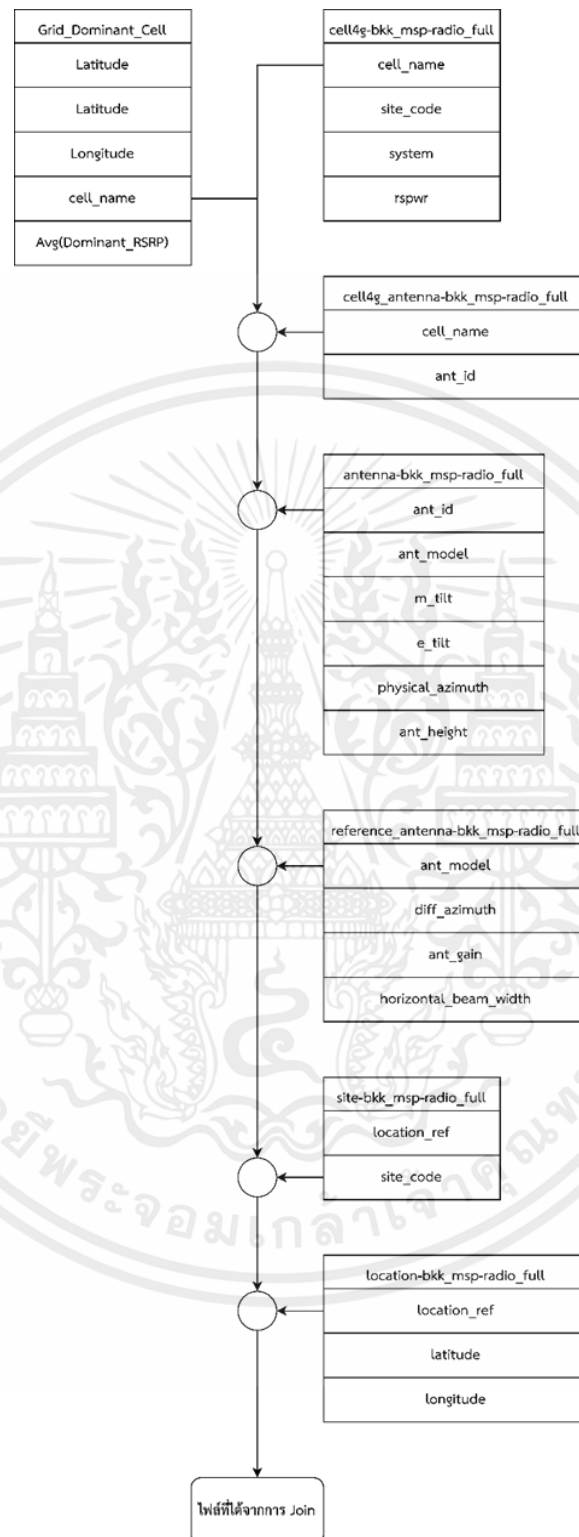 Grid_Dominant_Cell
Latitude
Latitude
Longitude
cell_name
Avg(Dominant_RSRP)
cell4g-bkk_msp-radio_full
cell_name
site_code
system
rspwr
cell4g_antenna-bkk_msp-radio_full
cell_name
ant_id
antenna-bkk_msp-radio_full
ant_id
ant_model
m_tilt
e_tilt
physical_azimuth
ant_height
reference_antenna-bkk_msp-radio_full
ant_model
diff_azimuth
ant_gain
horizontal_beam_width
site-bkk_msp-radio_full
location_ref
site_code
location-bkk_msp-radio_full
location_ref
latitude
longitude
ไฟล์ที่ได้จากการ Join